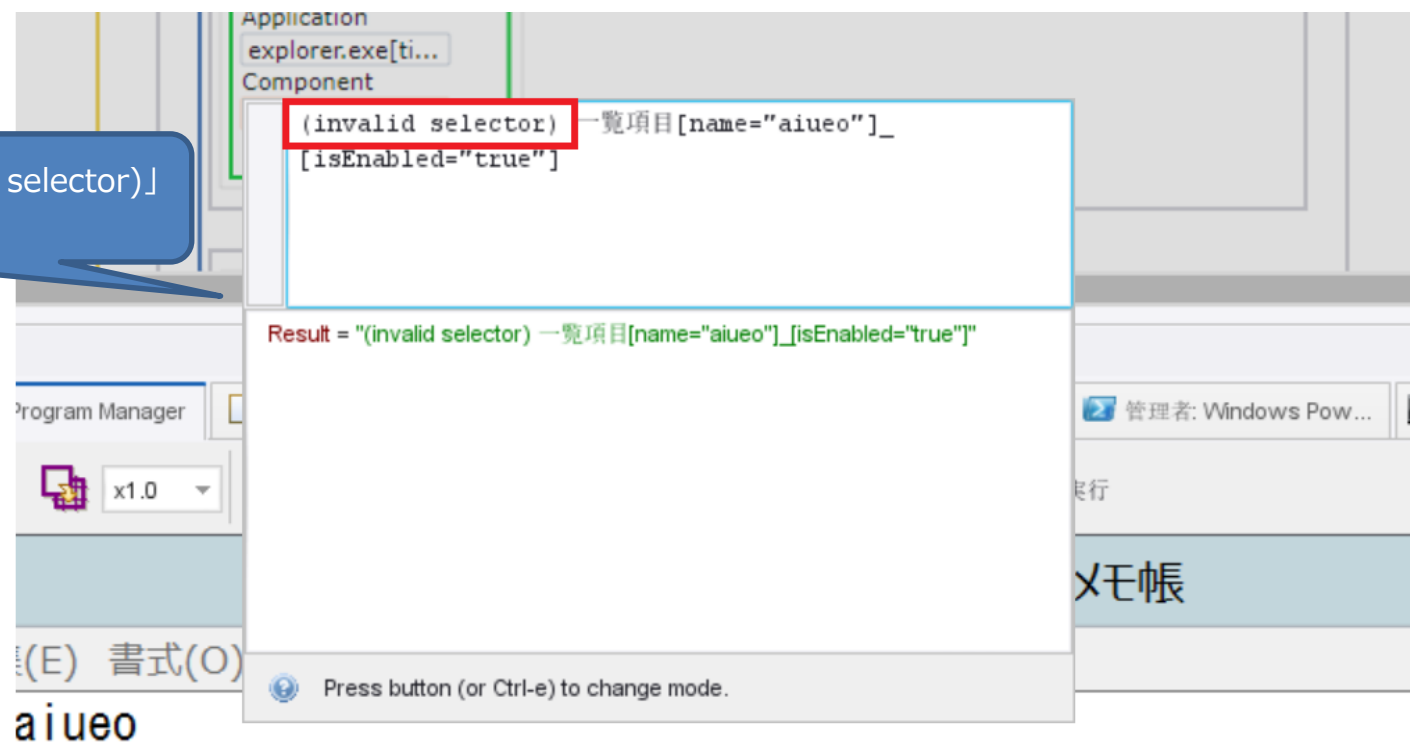 Application
explorer.exe[ti...
Component
(invalid selector) 一覧項目[name="aiueo"]_
[isEnabled="true"]
selector)」
Result = "(invalid selector) 一覧項目[name="aiueo"]_[isEnabled="true"]"
Program Manager
管理者: Windows Pow...
x1.0
実行
メモ帳
(E) 書式(O)
Press button (or Ctrl-e) to change mode.
aiueo